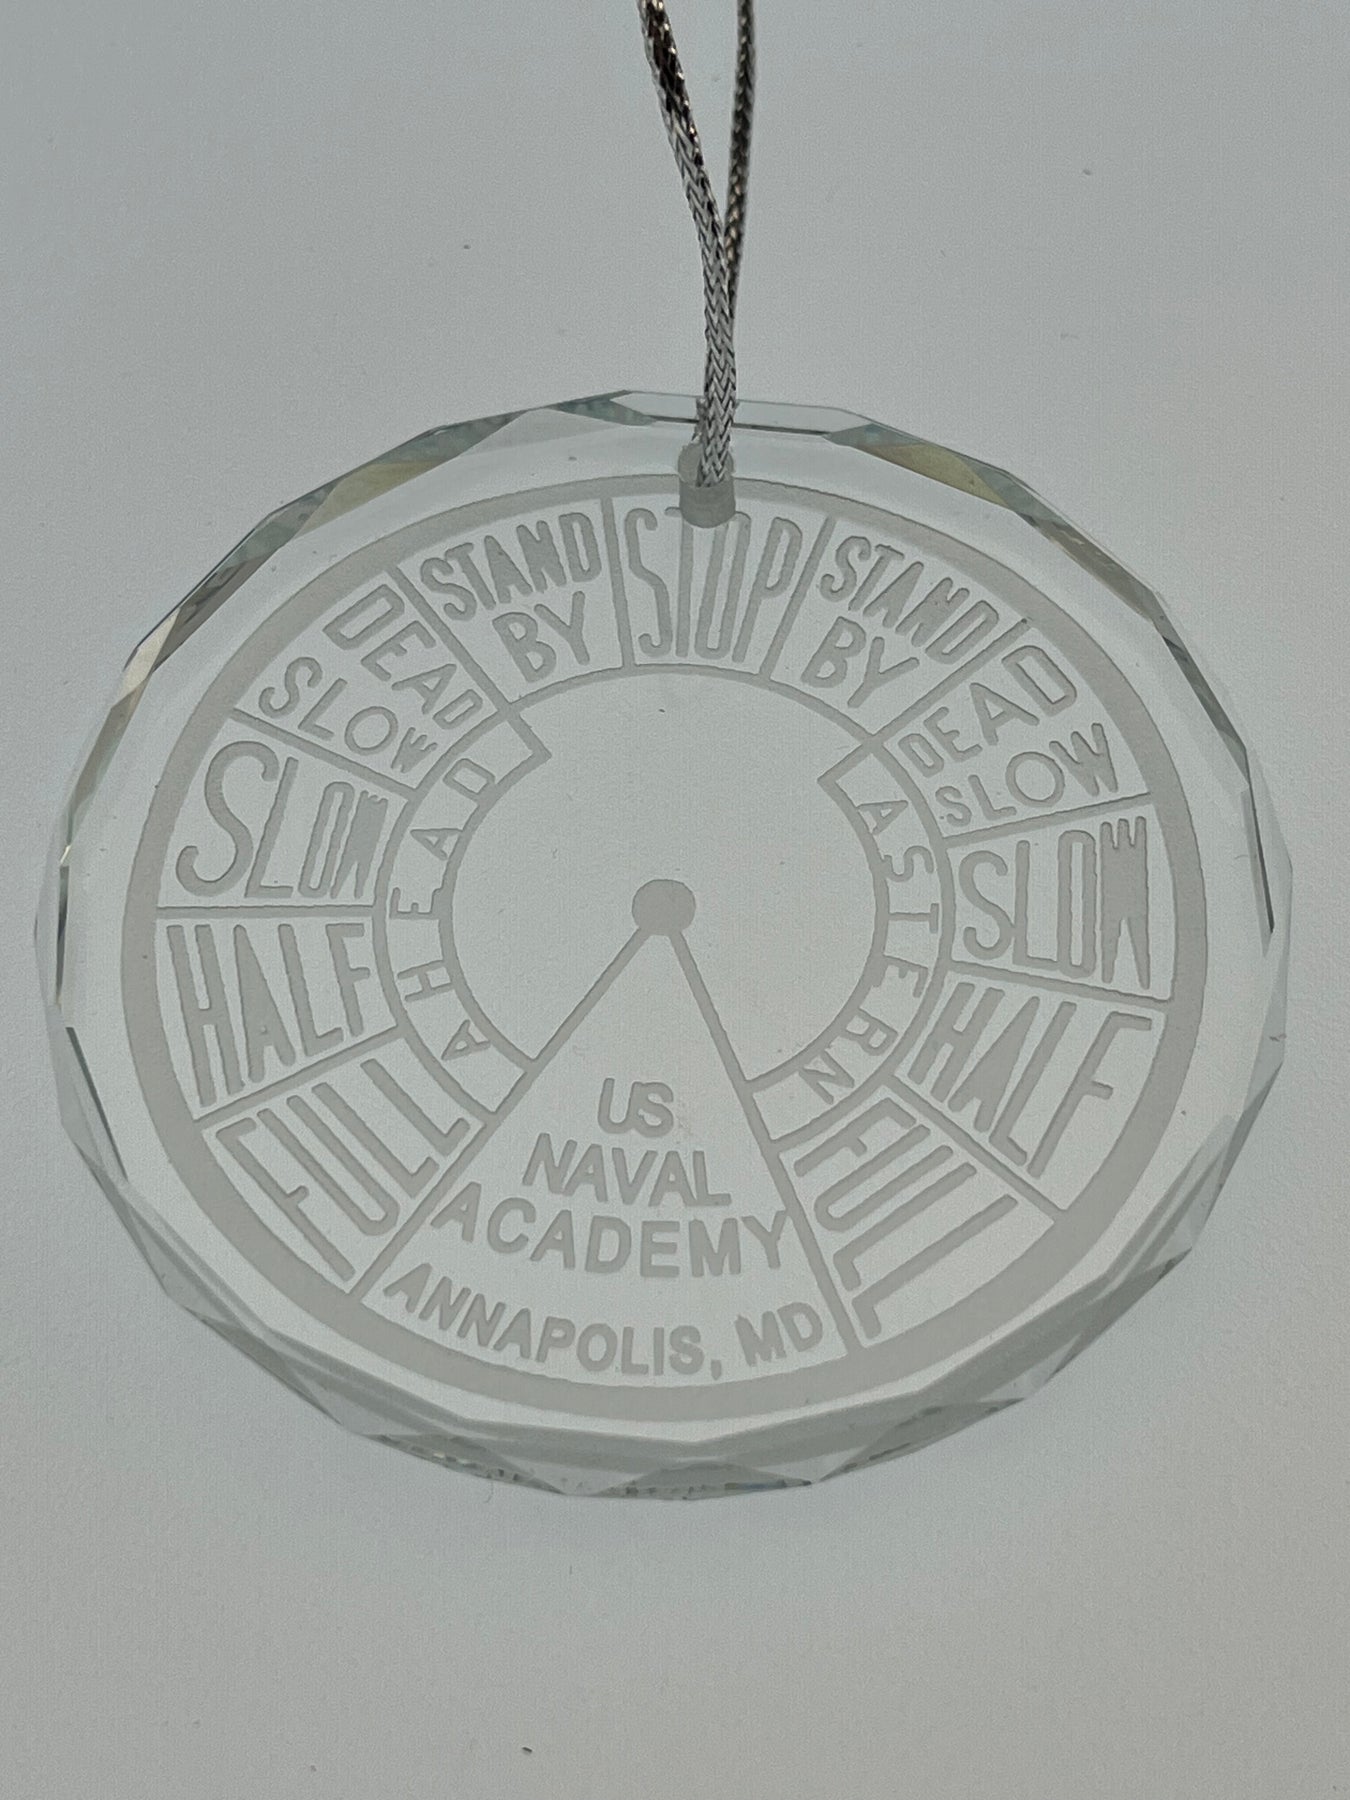 STAND
BY
STOP
STAND
BY
DEAD
SLOW
DEAD
SLOW
SLOW
SLOW
HALF
HALF
FULL
FULL
AHEAD
ASTERN
US
NAVAL
ACADEMY
ANNAPOLIS, MD